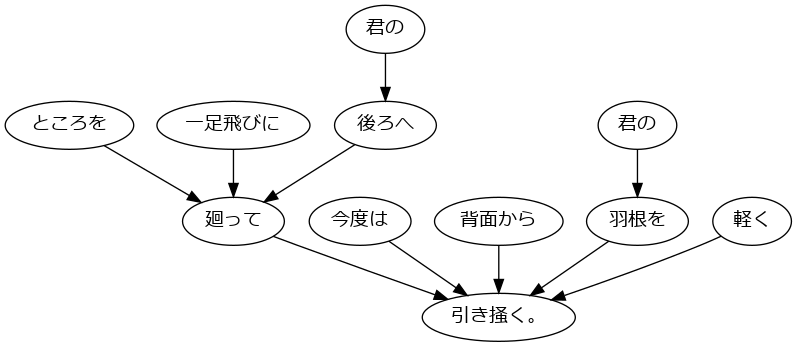 君の
ところを
一足飛びに
後ろへ
君の
廻って
今度は
背面から
羽根を
軽く
引き掻く。